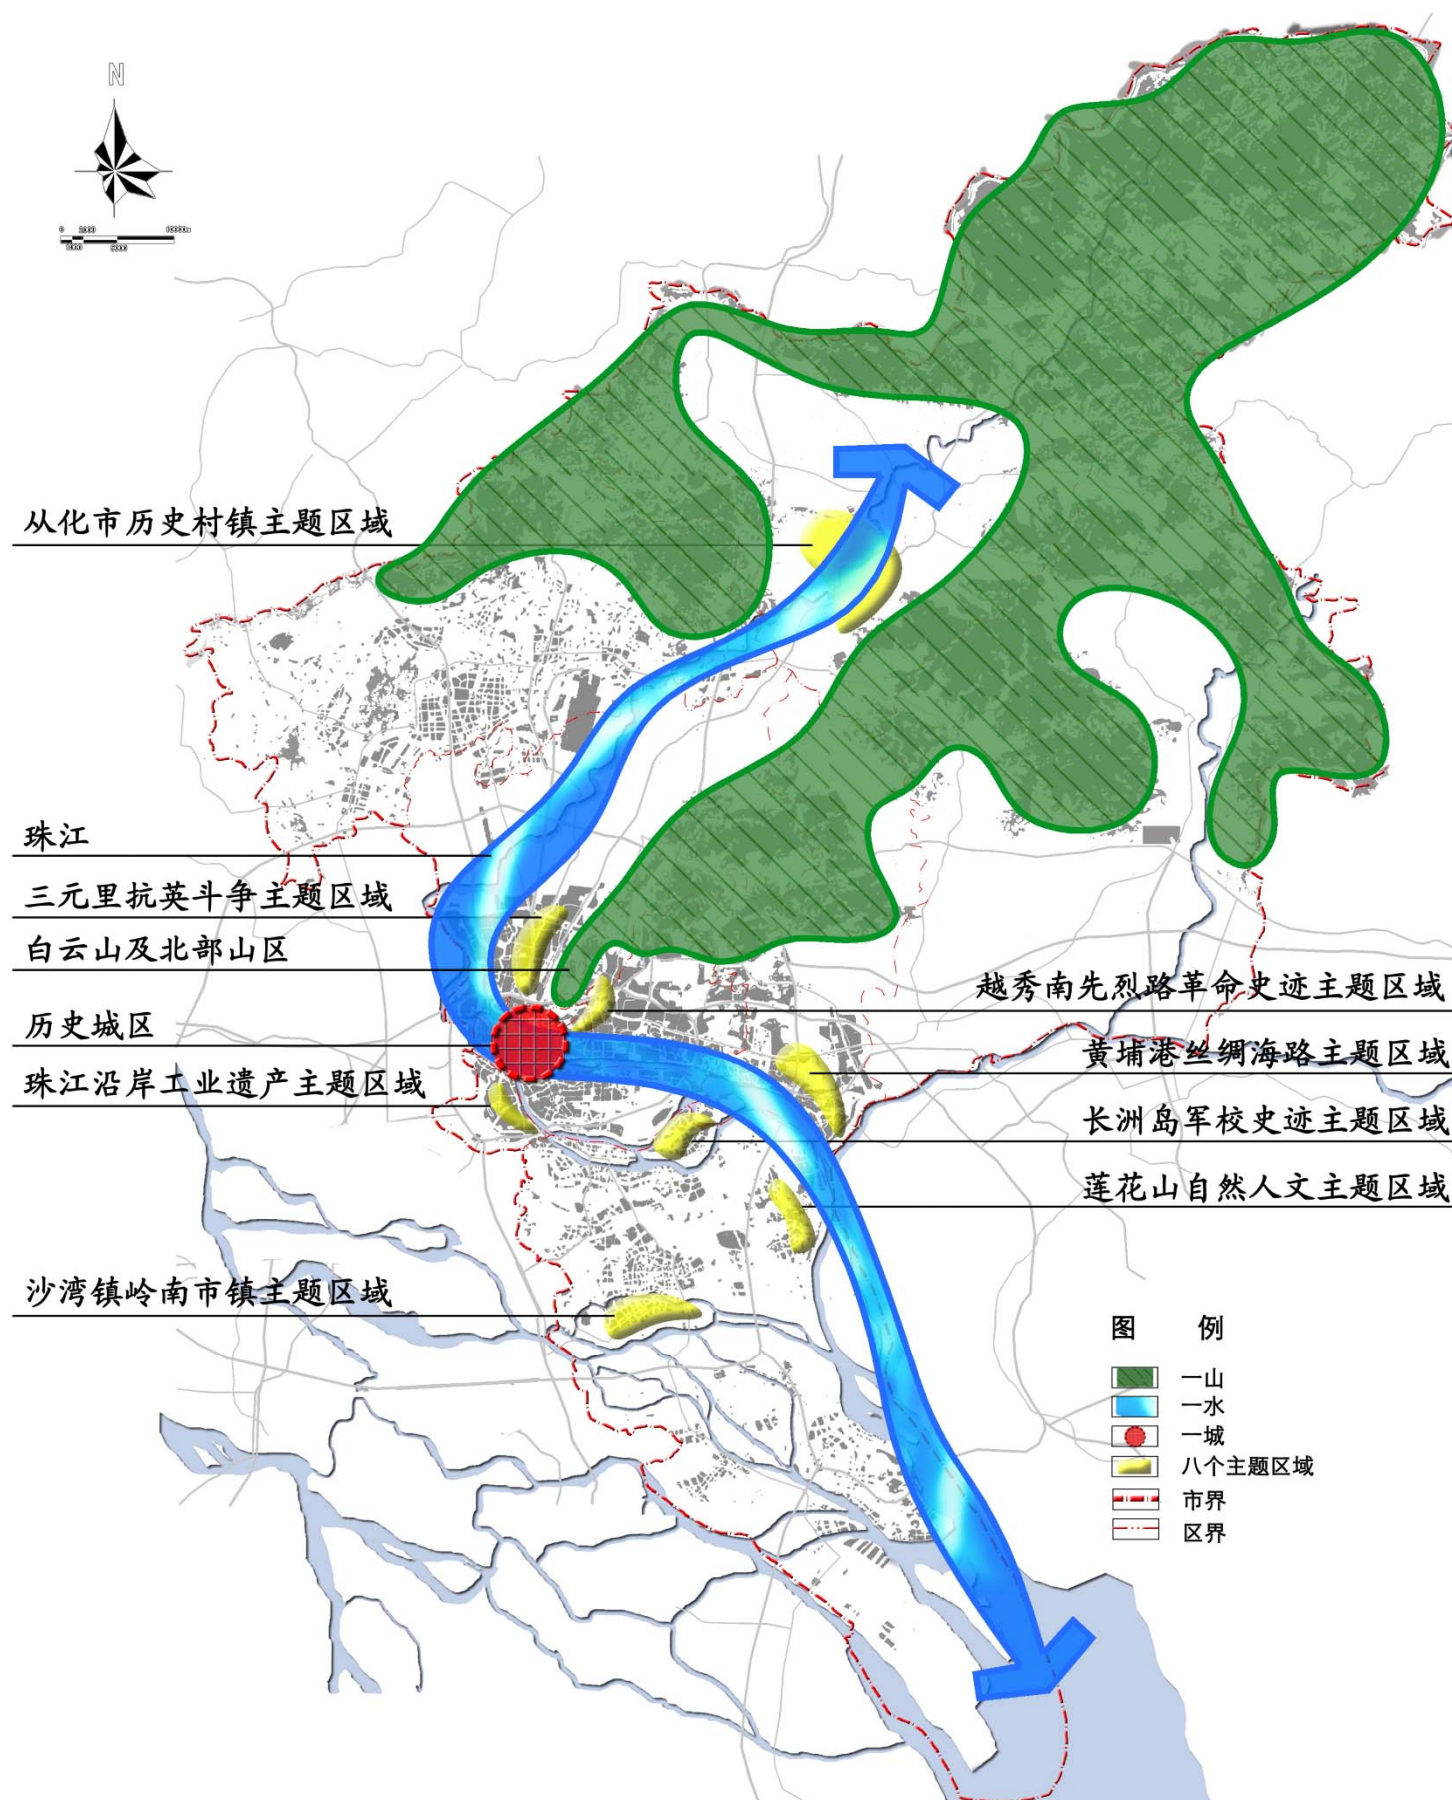 N
0 2000 10000m
1000 5000
从化市历史村镇主题区域
珠江
三元里抗英斗争主题区域
白云山及北部山区
历史城区
珠江沿岸工业遗产主题区域
沙湾镇岭南市镇主题区域
越秀南先烈路革命史迹主题区域
黄埔港丝绸海路主题区域
长洲岛军校史迹主题区域
莲花山自然人文主题区域
图 例
一山
一水
一城
八个主题区域
市界
区界